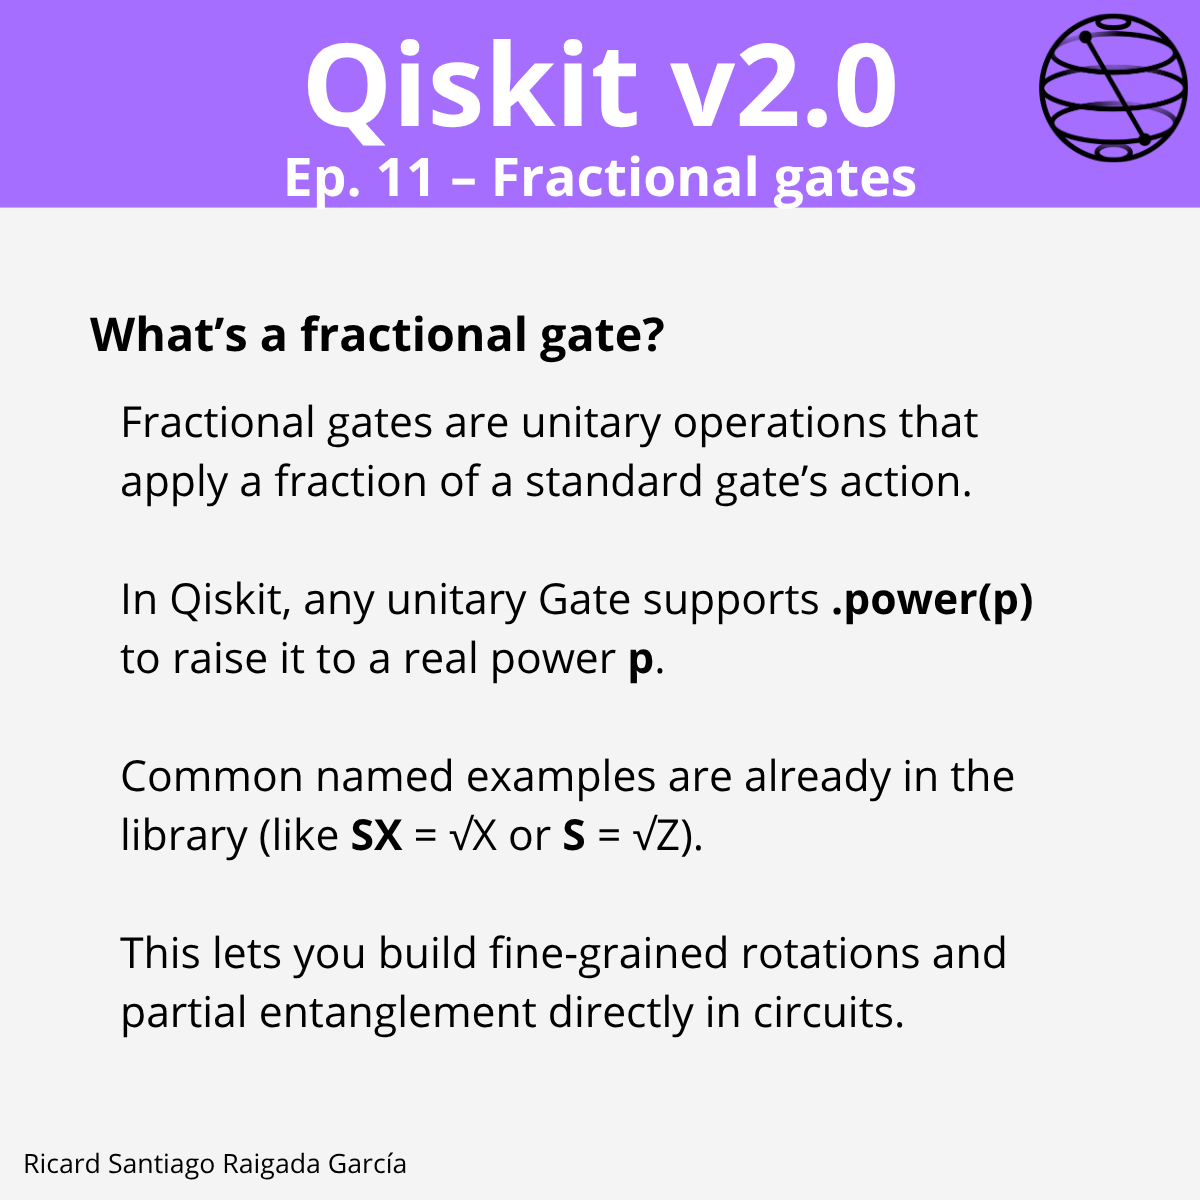 Qiskit v2.0
Ep. 11 – Fractional gates
What’s a fractional gate?
Fractional gates are unitary operations that
apply a fraction of a standard gate’s action.
In Qiskit, any unitary Gate supports .power(p)
to raise it to a real power p.
Common named examples are already in the
library (like SX = √X or S = √Z).
This lets you build fine-grained rotations and
partial entanglement directly in circuits.
Ricard Santiago Raigada García